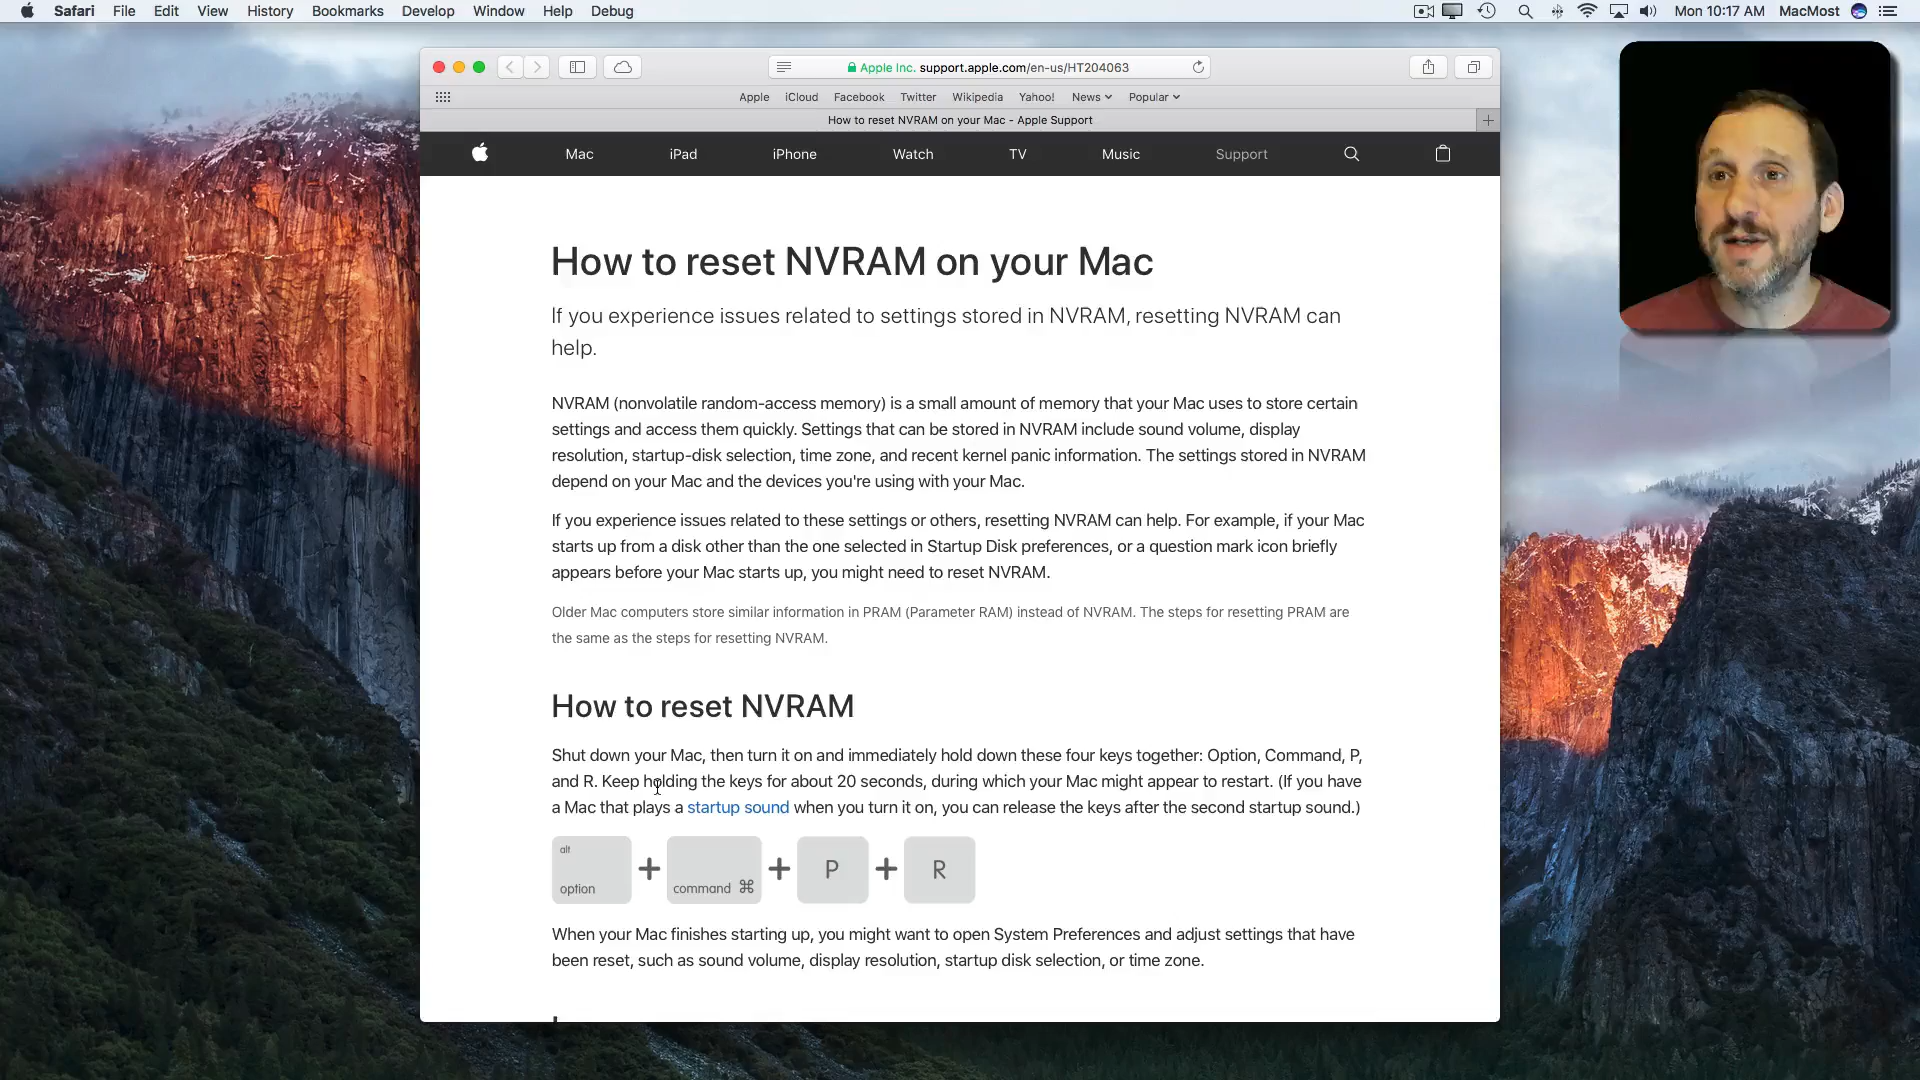 Safari File Edit View History Bookmarks Develop Window Help Debug Mon 10:17 AM MacMost
Apple Inc. support.apple.com/en-us/HT204063
Apple iCloud Facebook Twitter Wikipedia Yahoo! News Popular
How to reset NVRAM on your Mac - Apple Support
Mac iPad iPhone Watch TV Music Support
How to reset NVRAM on your Mac
If you experience issues related to settings stored in NVRAM, resetting NVRAM can
help.
NVRAM (nonvolatile random-access memory) is a small amount of memory that your Mac uses to store certain
settings and access them quickly. Settings that can be stored in NVRAM include sound volume, display
resolution, startup-disk selection, time zone, and recent kernel panic information. The settings stored in NVRAM
depend on your Mac and the devices you're using with your Mac.
If you experience issues related to these settings or others, resetting NVRAM can help. For example, if your Mac
starts up from a disk other than the one selected in Startup Disk preferences, or a question mark icon briefly
appears before your Mac starts up, you might need to reset NVRAM.
Older Mac computers store similar information in PRAM (Parameter RAM) instead of NVRAM. The steps for resetting PRAM are
the same as the steps for resetting NVRAM.
How to reset NVRAM
Shut down your Mac, then turn it on and immediately hold down these four keys together: Option, Command, P,
and R. Keep holding the keys for about 20 seconds, during which your Mac might appear to restart. (If you have
a Mac that plays a startup sound when you turn it on, you can release the keys after the second startup sound.)
alt
option + command ⌘ + P + R
When your Mac finishes starting up, you might want to open System Preferences and adjust settings that have
been reset, such as sound volume, display resolution, startup disk selection, or time zone.